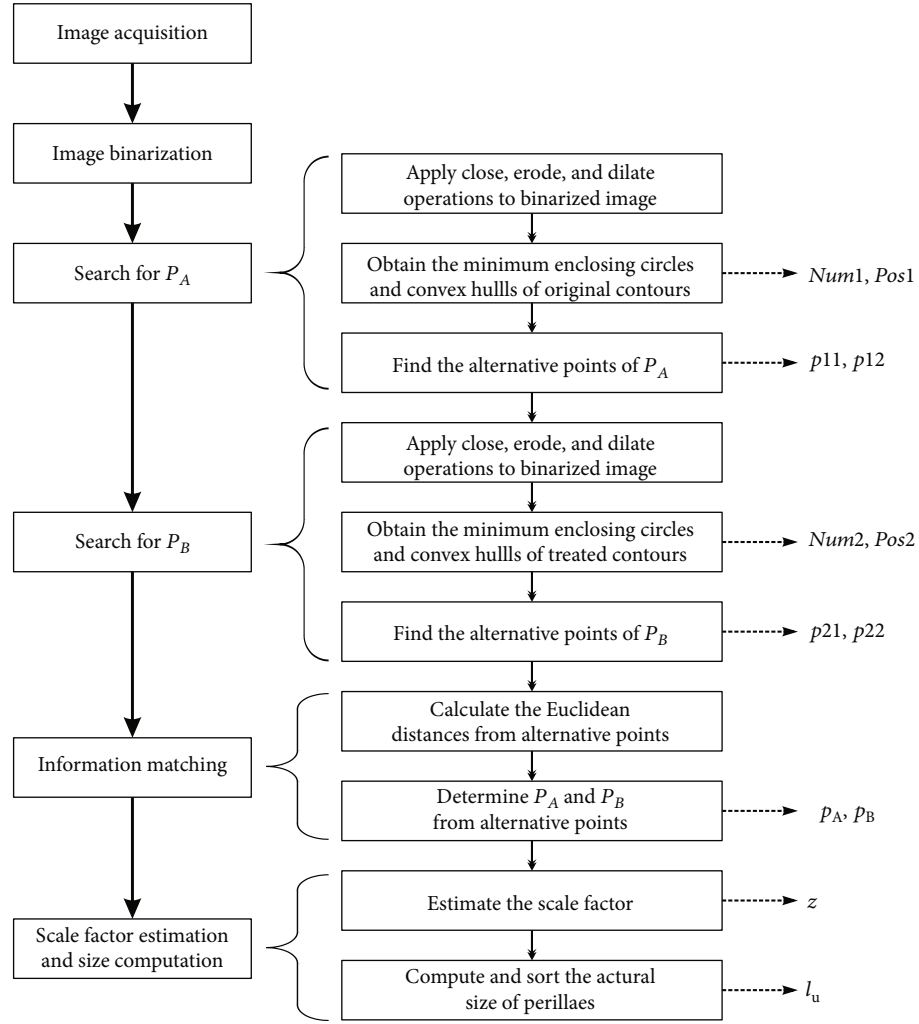 Image acquisition
Image binarization
Search for P_A
Search for P_B
Information matching
Scale factor estimation
and size computation
Apply close, erode, and dilate
operations to binarized image
Obtain the minimum enclosing circles
and convex hullls of original contours
Num1, Pos1
Find the alternative points of P_A
p11, p12
Apply close, erode, and dilate
operations to binarized image
Obtain the minimum enclosing circles
and convex hullls of treated contours
Num2, Pos2
Find the alternative points of P_B
p21, p22
Calculate the Euclidean
distances from alternative points
Determine P_A and P_B
from alternative points
p_A, p_B
Estimate the scale factor
z
Compute and sort the actural
size of perillaes
l_u